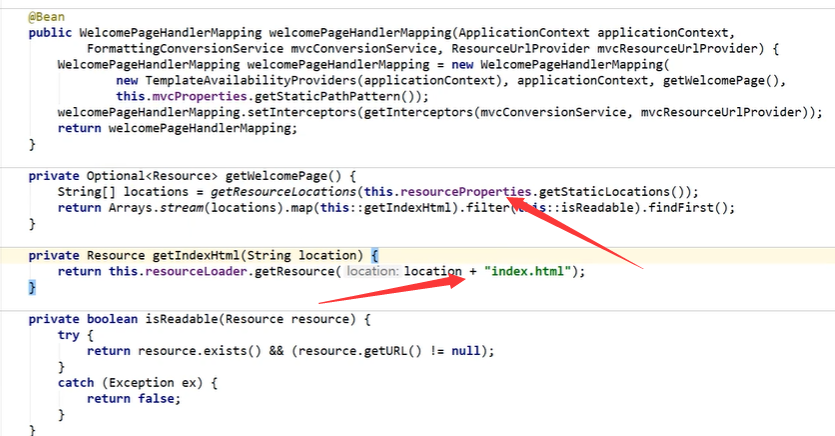 @Bean
public WelcomePageHandlerMapping welcomePageHandlerMapping(ApplicationContext applicationContext,
        FormattingConversionService mvcConversionService, ResourceUrlProvider mvcResourceUrlProvider) {
    WelcomePageHandlerMapping welcomePageHandlerMapping = new WelcomePageHandlerMapping(
            new TemplateAvailabilityProviders(applicationContext), applicationContext, getWelcomePage(),
            this.mvcProperties.getStaticPathPattern());
    welcomePageHandlerMapping.setInterceptors(getInterceptors(mvcConversionService, mvcResourceUrlProvider));
    return welcomePageHandlerMapping;
}
private Optional<Resource> getWelcomePage() {
    String[] locations = getResourceLocations(this.resourceProperties.getStaticLocations());
    return Arrays.stream(locations).map(this::getIndexHtml).filter(this::isReadable).findFirst();
}
private Resource getIndexHtml(String location) {
    return this.resourceLoader.getResource( location: location + "index.html");
}
private boolean isReadable(Resource resource) {
    try {
        return resource.exists() && (resource.getURL() != null);
    }
    catch (Exception ex) {
        return false;
    }
}